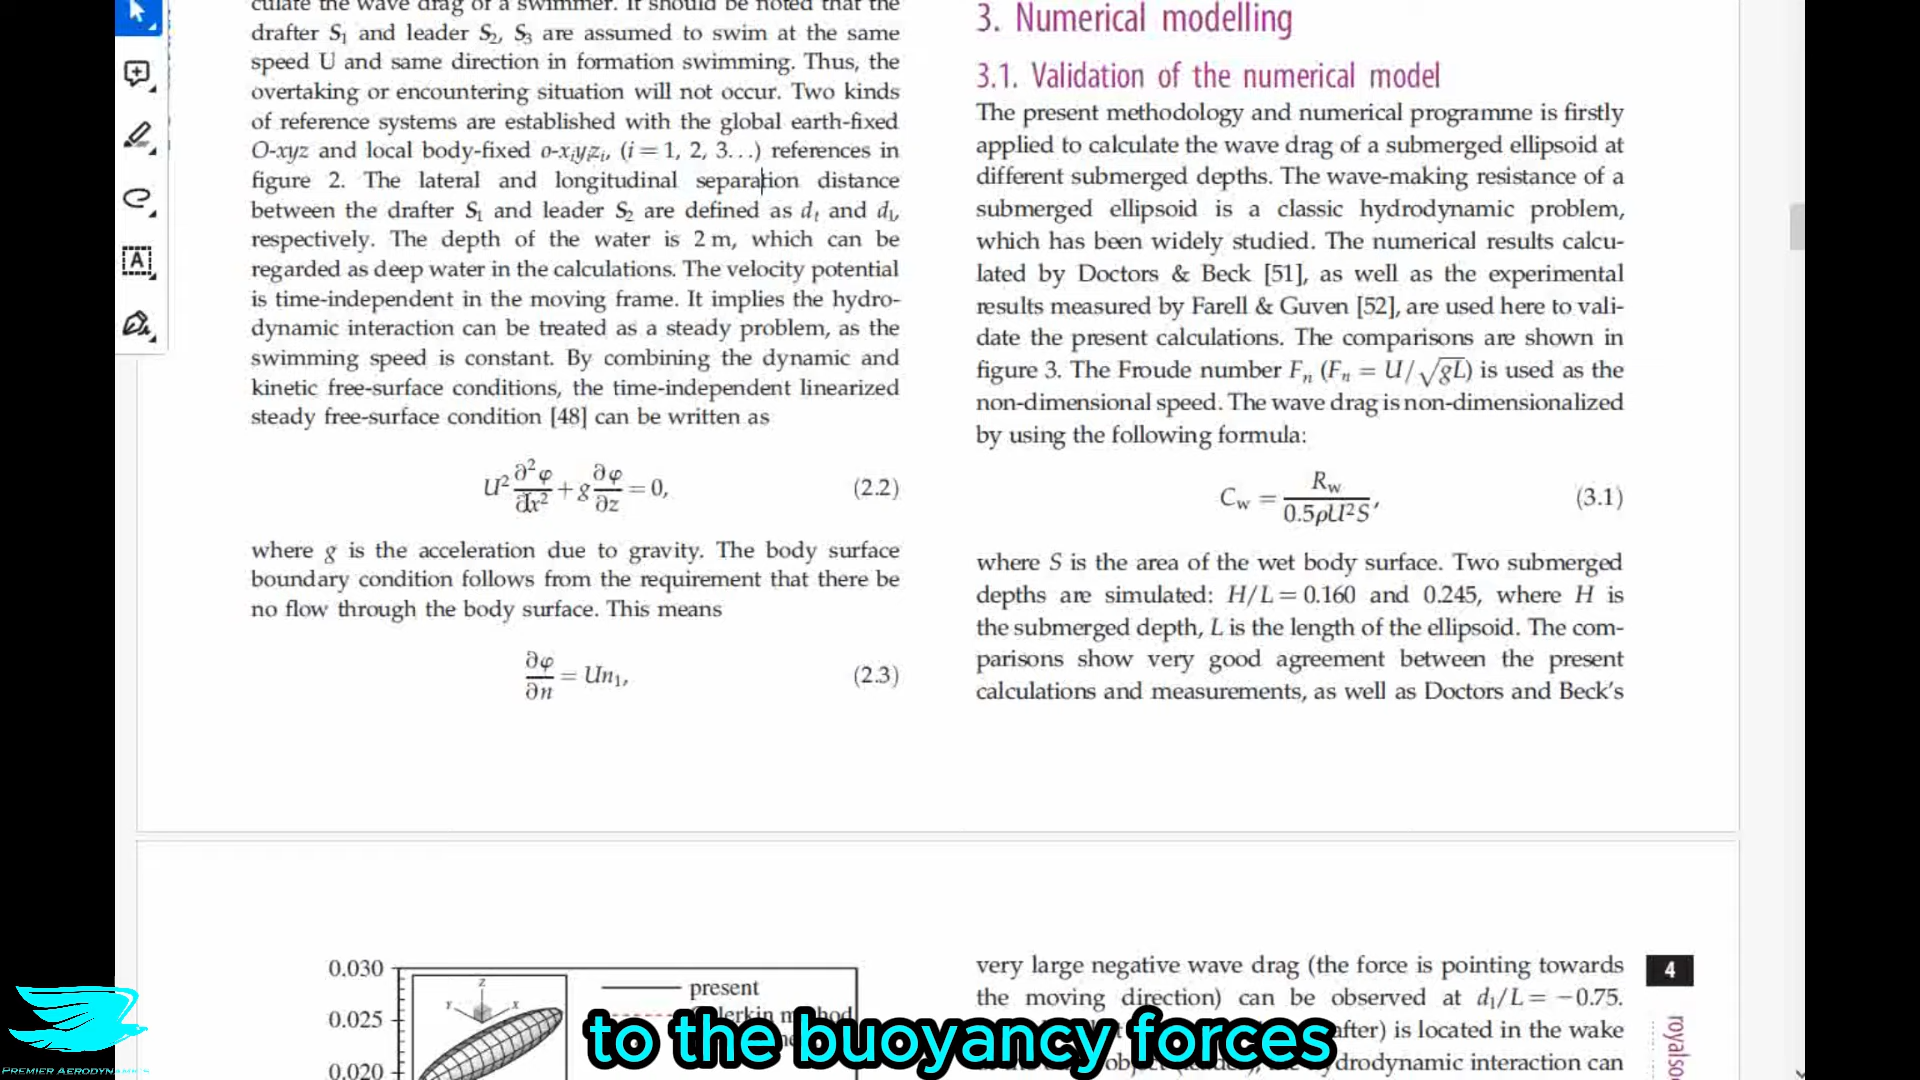 culate the wave drag of a swimmer. It should be noted that the
drafter S₁ and leader S₂, S₃ are assumed to swim at the same
speed U and same direction in formation swimming. Thus, the
overtaking or encountering situation will not occur. Two kinds
of reference systems are established with the global earth-fixed
O-xyz and local body-fixed o-xᵢyᵢzᵢ, (i = 1, 2, 3...) references in
figure 2. The lateral and longitudinal separation distance
between the drafter S₁ and leader S₂ are defined as dₜ and dₗ,
respectively. The depth of the water is 2 m, which can be
regarded as deep water in the calculations. The velocity potential
is time-independent in the moving frame. It implies the hydro-
dynamic interaction can be treated as a steady problem, as the
swimming speed is constant. By combining the dynamic and
kinetic free-surface conditions, the time-independent linearized
steady free-surface condition [48] can be written as
U² ∂²φ/∂x² + g ∂φ/∂z = 0, (2.2)
where g is the acceleration due to gravity. The body surface
boundary condition follows from the requirement that there be
no flow through the body surface. This means
∂φ/∂n = Un₁, (2.3)
3. Numerical modelling
3.1. Validation of the numerical model
The present methodology and numerical programme is firstly
applied to calculate the wave drag of a submerged ellipsoid at
different submerged depths. The wave-making resistance of a
submerged ellipsoid is a classic hydrodynamic problem,
which has been widely studied. The numerical results calcu-
lated by Doctors & Beck [51], as well as the experimental
results measured by Farell & Guven [52], are used here to vali-
date the present calculations. The comparisons are shown in
figure 3. The Froude number Fₙ (Fₙ = U/√gL) is used as the
non-dimensional speed. The wave drag is non-dimensionalized
by using the following formula:
C_w = R_w/0.5ρU²S, (3.1)
where S is the area of the wet body surface. Two submerged
depths are simulated: H/L = 0.160 and 0.245, where H is
the submerged depth, L is the length of the ellipsoid. The com-
parisons show very good agreement between the present
calculations and measurements, as well as Doctors and Beck's
0.030
0.025
0.020
z
y
x
present
very large negative wave drag (the force is pointing towards
the moving direction) can be observed at dₗ/L = −0.75.
is located in the wake
hydrodynamic interaction can
4
royalsoc
to the buoyancy forces
PREMIER AERODYNAMICS